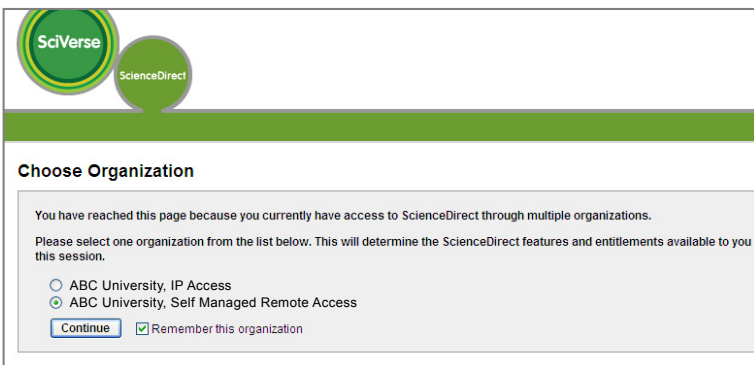 SciVerse
ScienceDirect
Choose Organization
You have reached this page because you currently have access to ScienceDirect through multiple organizations.
Please select one organization from the list below. This will determine the ScienceDirect features and entitlements available to you
this session.
ABC University, IP Access
ABC University, Self Managed Remote Access
Continue Remember this organization